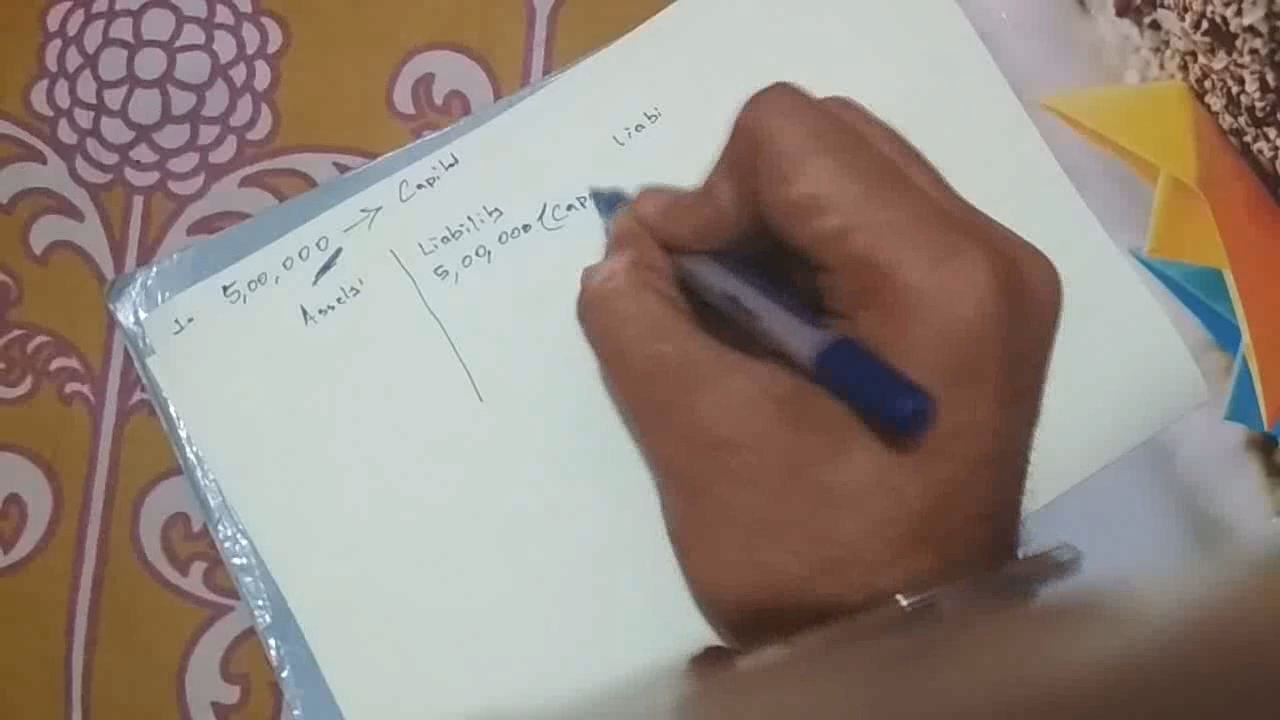 1. 5,00,000 → Capital
Liabi
Assets Liability
5,00,000 (Cap